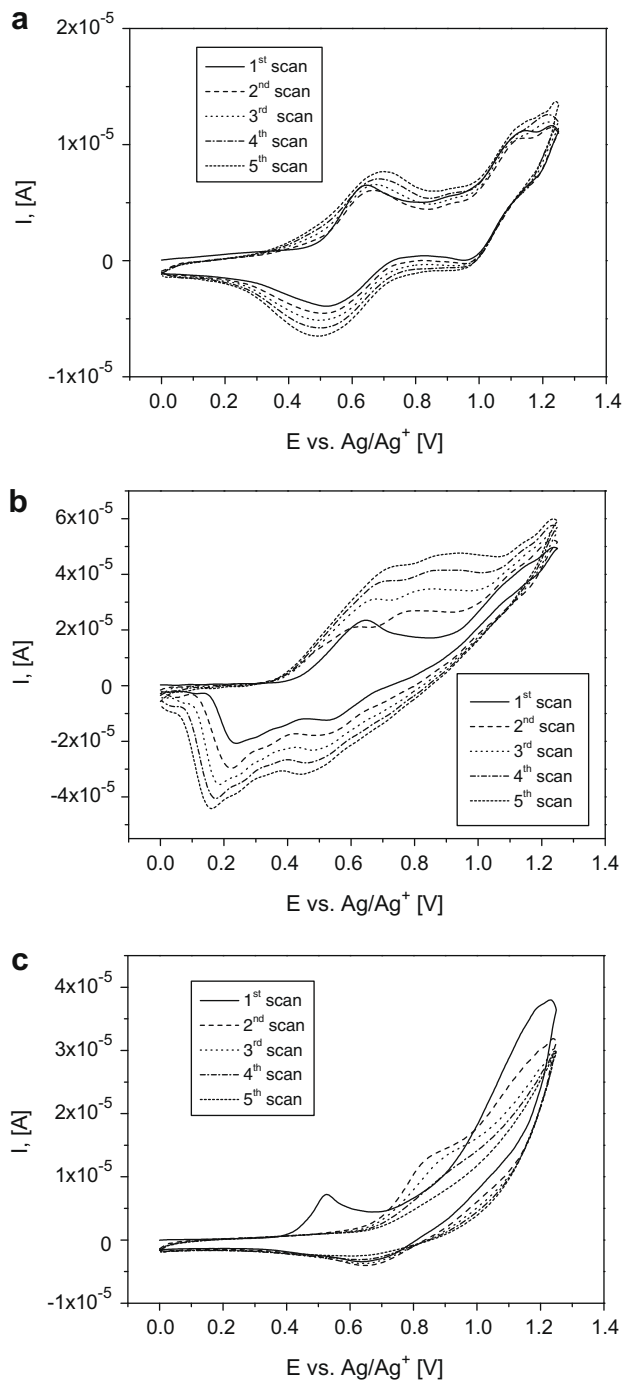 a
2x10⁻⁵
1x10⁻⁵
0
-1x10⁻⁵
I, [A]
1st scan
2nd scan
3rd scan
4th scan
5th scan
0.0 0.2 0.4 0.6 0.8 1.0 1.2 1.4
E vs. Ag/Ag⁺ [V]
b
6x10⁻⁵
4x10⁻⁵
2x10⁻⁵
0
-2x10⁻⁵
-4x10⁻⁵
I, [A]
1st scan
2nd scan
3rd scan
4th scan
5th scan
0.0 0.2 0.4 0.6 0.8 1.0 1.2 1.4
E vs. Ag/Ag⁺ [V]
c
4x10⁻⁵
3x10⁻⁵
2x10⁻⁵
1x10⁻⁵
0
-1x10⁻⁵
I, [A]
1st scan
2nd scan
3rd scan
4th scan
5th scan
0.0 0.2 0.4 0.6 0.8 1.0 1.2 1.4
E vs. Ag/Ag⁺ [V]